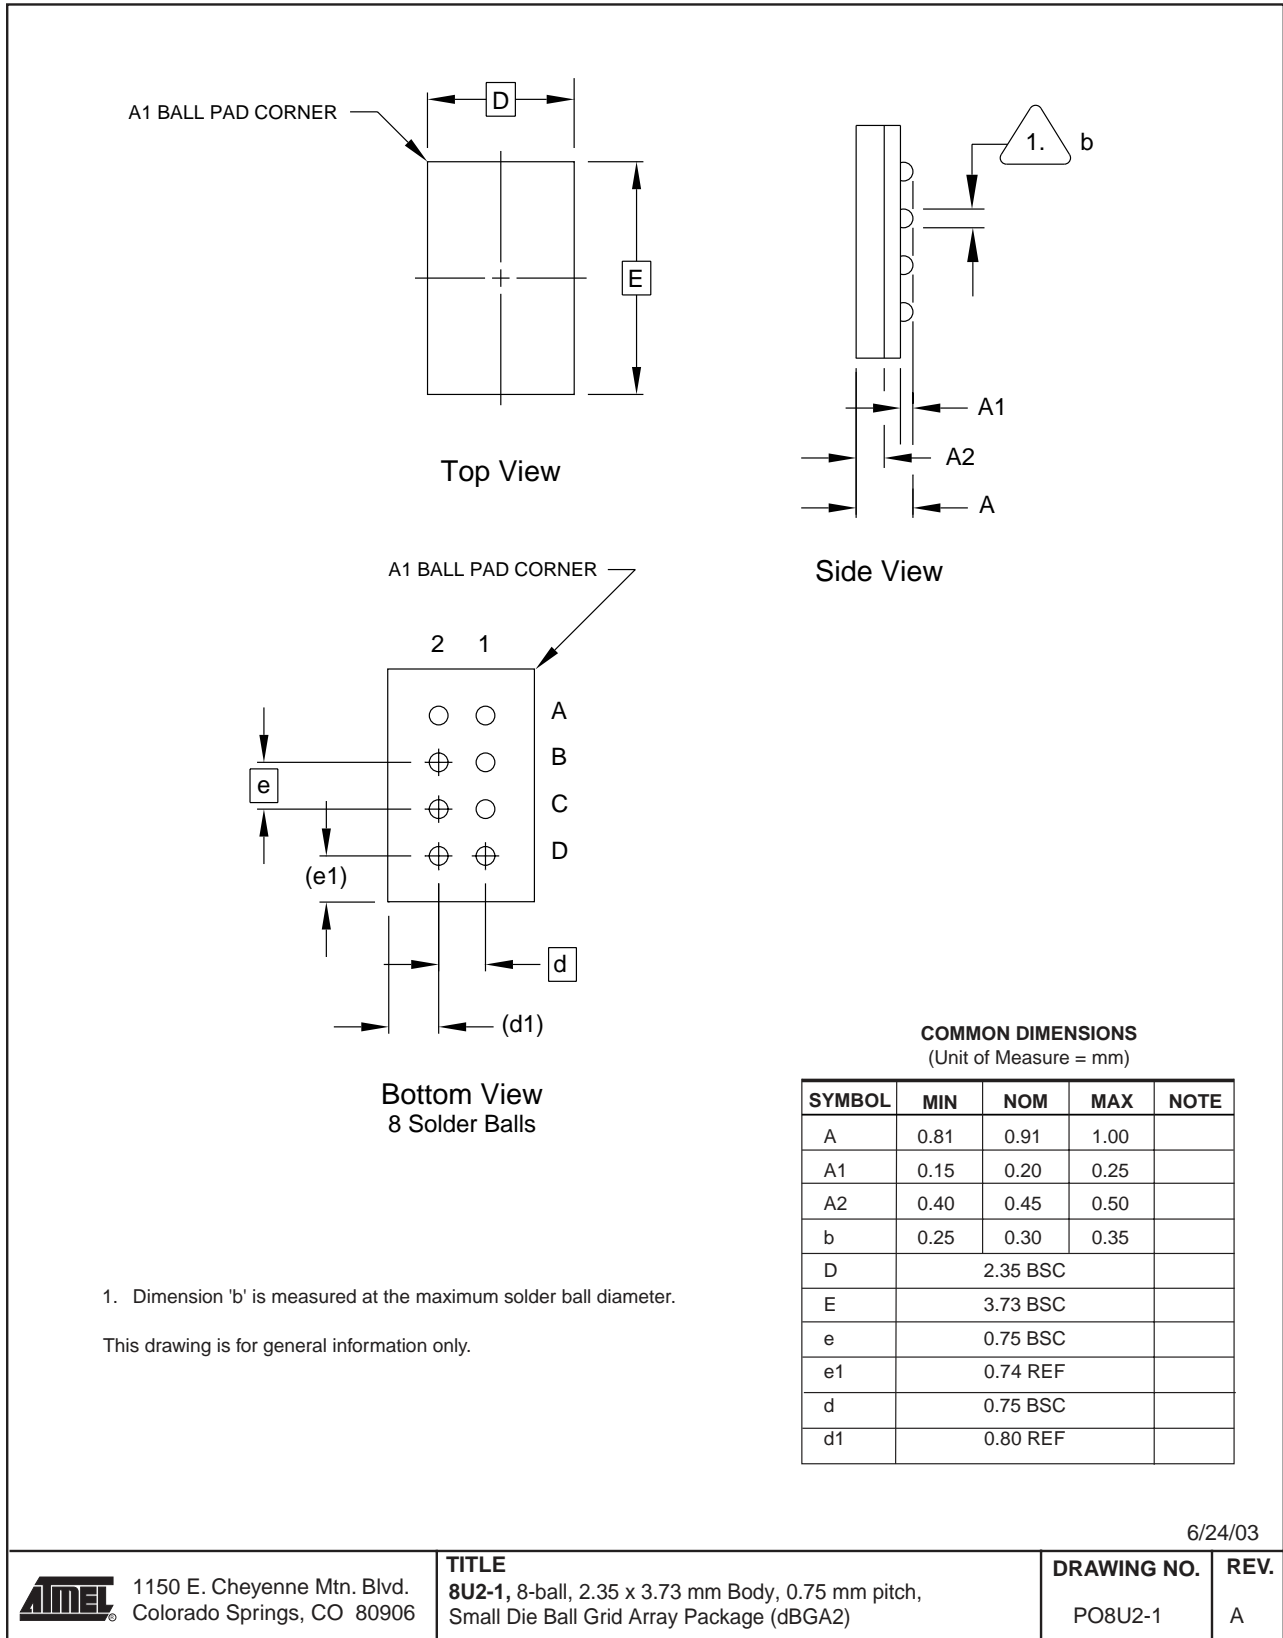 A1 BALL PAD CORNER
D
E
Top View
1. b
A1
A2
A
Side View
A1 BALL PAD CORNER
2 1
A
B
C
D
e
(e1)
d
(d1)
Bottom View
8 Solder Balls
COMMON DIMENSIONS
(Unit of Measure = mm)
SYMBOL MIN NOM MAX NOTE
A 0.81 0.91 1.00
A1 0.15 0.20 0.25
A2 0.40 0.45 0.50
b 0.25 0.30 0.35
D 2.35 BSC
E 3.73 BSC
e 0.75 BSC
e1 0.74 REF
d 0.75 BSC
d1 0.80 REF
1. Dimension 'b' is measured at the maximum solder ball diameter.
This drawing is for general information only.
6/24/03
ATMEL®
1150 E. Cheyenne Mtn. Blvd.
Colorado Springs, CO 80906
TITLE
8U2-1, 8-ball, 2.35 x 3.73 mm Body, 0.75 mm pitch,
Small Die Ball Grid Array Package (dBGA2)
DRAWING NO.
PO8U2-1
REV.
A